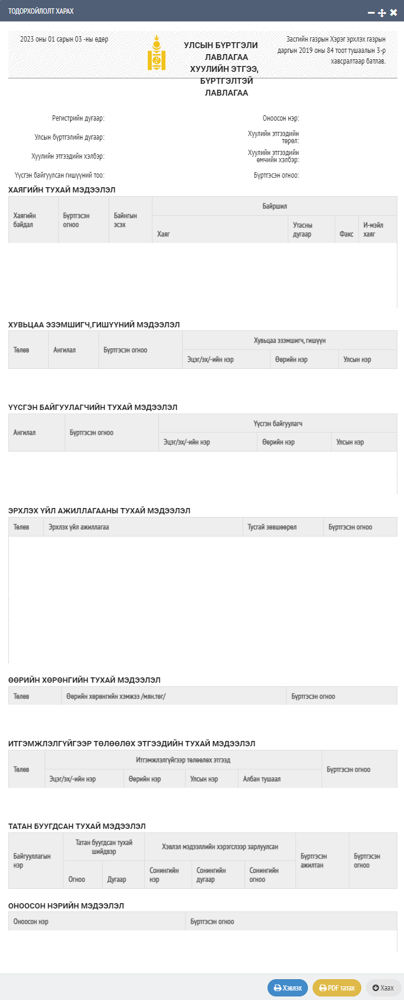 ТОДОРХОЙЛОЛТ ХАРАХ
2023 оны 01 сарын 03 -ны өдөр
УЛСЫН БҮРТГЭЛИ
ЛАВЛАГАА
ХУУЛИЙН ЭТГЭЭ,
БҮРТГЭЛТЭЙ
ЛАВЛАГАА
Засгийн газрын Хэрэг эрхлэх газрын
даргын 2019 оны 84 тоот тушаалын 3-р
хавсралтаар батлав.
Регистрийн дугаар:
Оноосон нэр:
Улсын бүртгэлийн дугаар:
Хуулийн этгээдийн
төрөл:
Хуулийн этгээдийн хэлбэр:
Хуулийн этгээдийн
өмчийн хэлбэр:
Үүсгэн байгуулсан гишүүний тоо:
Бүртгэсэн огноо:
ХАЯГИЙН ТУХАЙ МЭДЭЭЛЭЛ
Хаягийн
байдал
Бүртгэсэн
огноо
Байнгын
эсэх
Байршил
Хаяг
Утасны
дугаар
Факс
И-мэйл
хаяг
ХУВЬЦАА ЭЗЭМШИГЧ,ГИШҮҮНИЙ МЭДЭЭЛЭЛ
Төлөв
Ангилал
Бүртгэсэн огноо
Хувьцаа эзэмшигч, гишүүн
Эцэг/эх/-ийн нэр
Өөрийн нэр
Улсын нэр
ҮҮСГЭН БАЙГУУЛАГЧИЙН ТУХАЙ МЭДЭЭЛЭЛ
Ангилал
Бүртгэсэн огноо
Үүсгэн байгуулагч
Эцэг/эх/-ийн нэр
Өөрийн нэр
Улсын нэр
ЭРХЛЭХ ҮЙЛ АЖИЛЛАГААНЫ ТУХАЙ МЭДЭЭЛЭЛ
Төлөв
Эрхлэх үйл ажиллагаа
Тусгай зөвшөөрөл
Бүртгэсэн огноо
ӨӨРИЙН ХӨРӨНГИЙН ТУХАЙ МЭДЭЭЛЭЛ
Төлөв
Өөрийн хөрөнгийн хэмжээ /мян.төг/
Бүртгэсэн огноо
ИТГЭМЖЛЭЛГҮЙГЭЭР ТӨЛӨӨЛӨХ ЭТГЭЭДИЙН ТУХАЙ МЭДЭЭЛЭЛ
Төлөв
Итгэмжлэлгүйгээр төлөөлөх этгээд
Бүртгэсэн огноо
Эцэг/эх/-ийн нэр
Өөрийн нэр
Улсын нэр
Албан тушаал
ТАТАН БУУГДСАН ТУХАЙ МЭДЭЭЛЭЛ
Байгууллагын
нэр
Татан буугдсан тухай
шийдвэр
Хэвлэл мэдээллийн хэрэгслээр зарлуулсан
Бүртгэсэн
ажилтан
Бүртгэсэн
огноо
Огноо
Дугаар
Сонингийн
нэр
Сонингийн
дугаар
Сонингийн
огноо
ОНООСОН НЭРИЙН МЭДЭЭЛЭЛ
Оноосон нэр
Бүртгэсэн огноо
Хэвлэх
PDF татах
Хаах